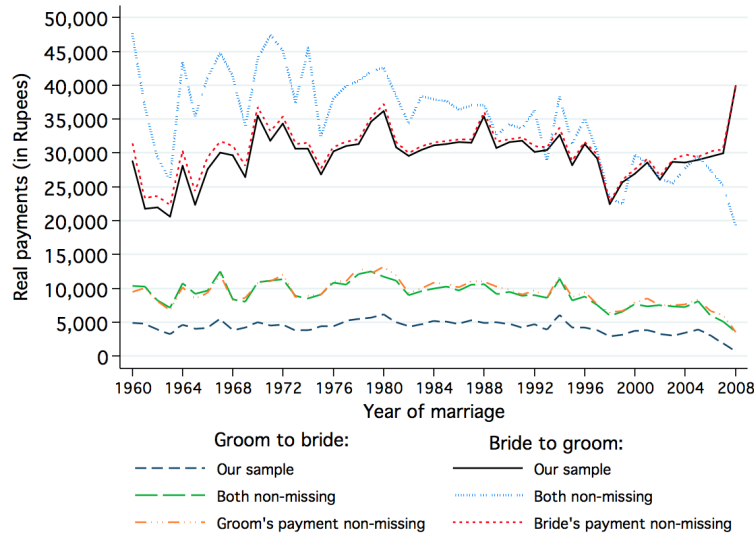 50,000
45,000
40,000
35,000
30,000
25,000
20,000
15,000
10,000
5,000
0
Real payments (in Rupees)
1960 1964 1968 1972 1976 1980 1984 1988 1992 1996 2000 2004 2008
Year of marriage
Groom to bride: Bride to groom:
Our sample Our sample
Both non-missing Both non-missing
Groom's payment non-missing Bride's payment non-missing